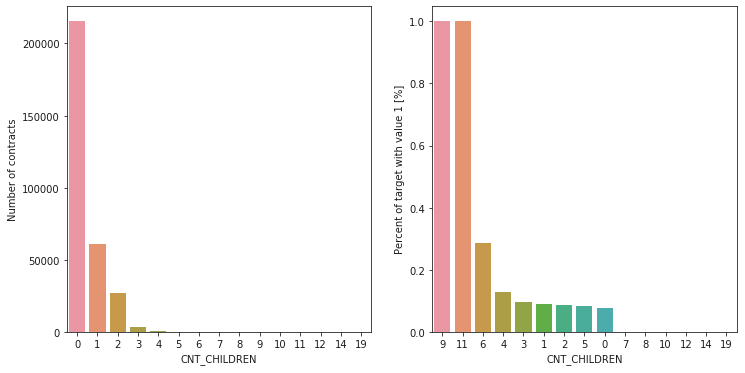 200000
150000
100000
50000
0
Number of contracts
0 1 2 3 4 5 6 7 8 9 10 11 12 14 19
CNT_CHILDREN
1.0
0.8
0.6
0.4
0.2
0.0
Percent of target with value 1 [%]
9 11 6 4 3 1 2 5 0 7 8 10 12 14 19
CNT_CHILDREN